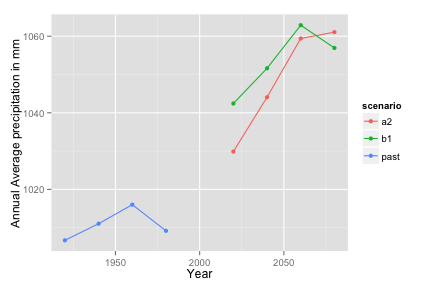 Annual Average precipitation in mm
1060
1040
1020
1950
2000
2050
Year
scenario
a2
b1
past